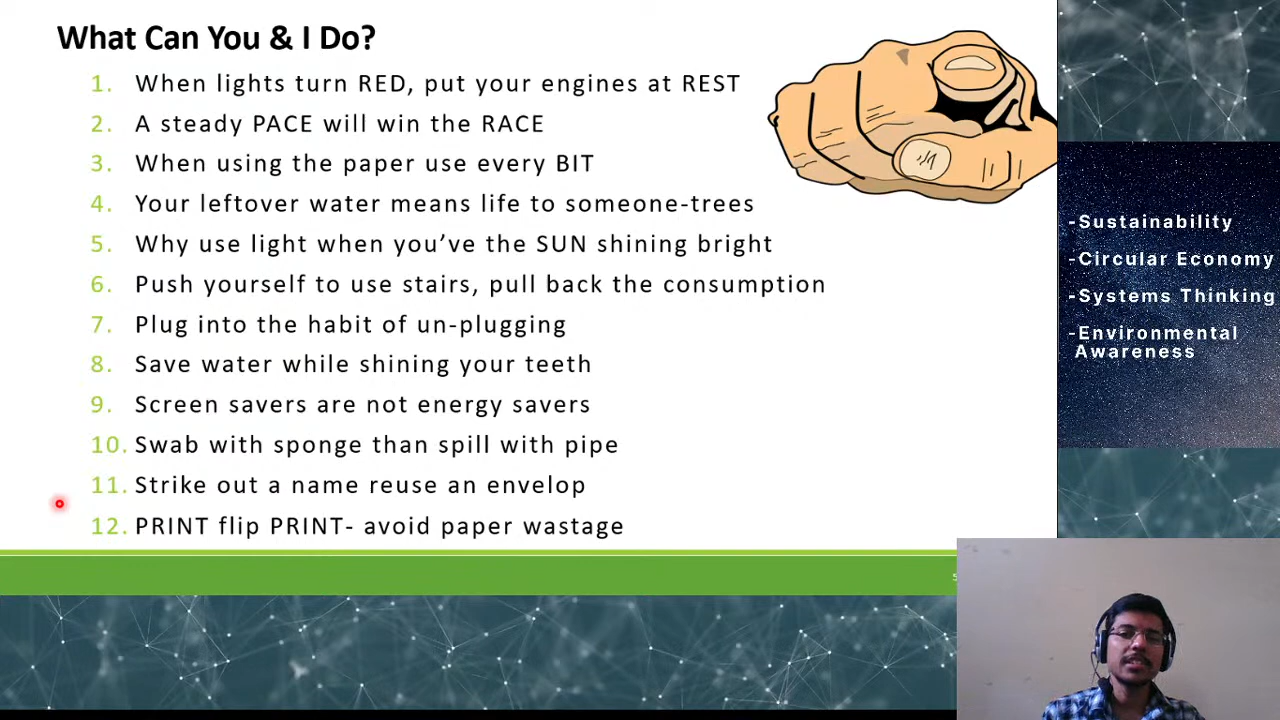 What Can You & I Do?
1. When lights turn RED, put your engines at REST
2. A steady PACE will win the RACE
3. When using the paper use every BIT
4. Your leftover water means life to someone-trees
5. Why use light when you’ve the SUN shining bright
6. Push yourself to use stairs, pull back the consumption
7. Plug into the habit of un-plugging
8. Save water while shining your teeth
9. Screen savers are not energy savers
10. Swab with sponge than spill with pipe
11. Strike out a name reuse an envelop
12. PRINT flip PRINT- avoid paper wastage
-Sustainability
-Circular Economy
-Systems Thinking
-Environmental
Awareness